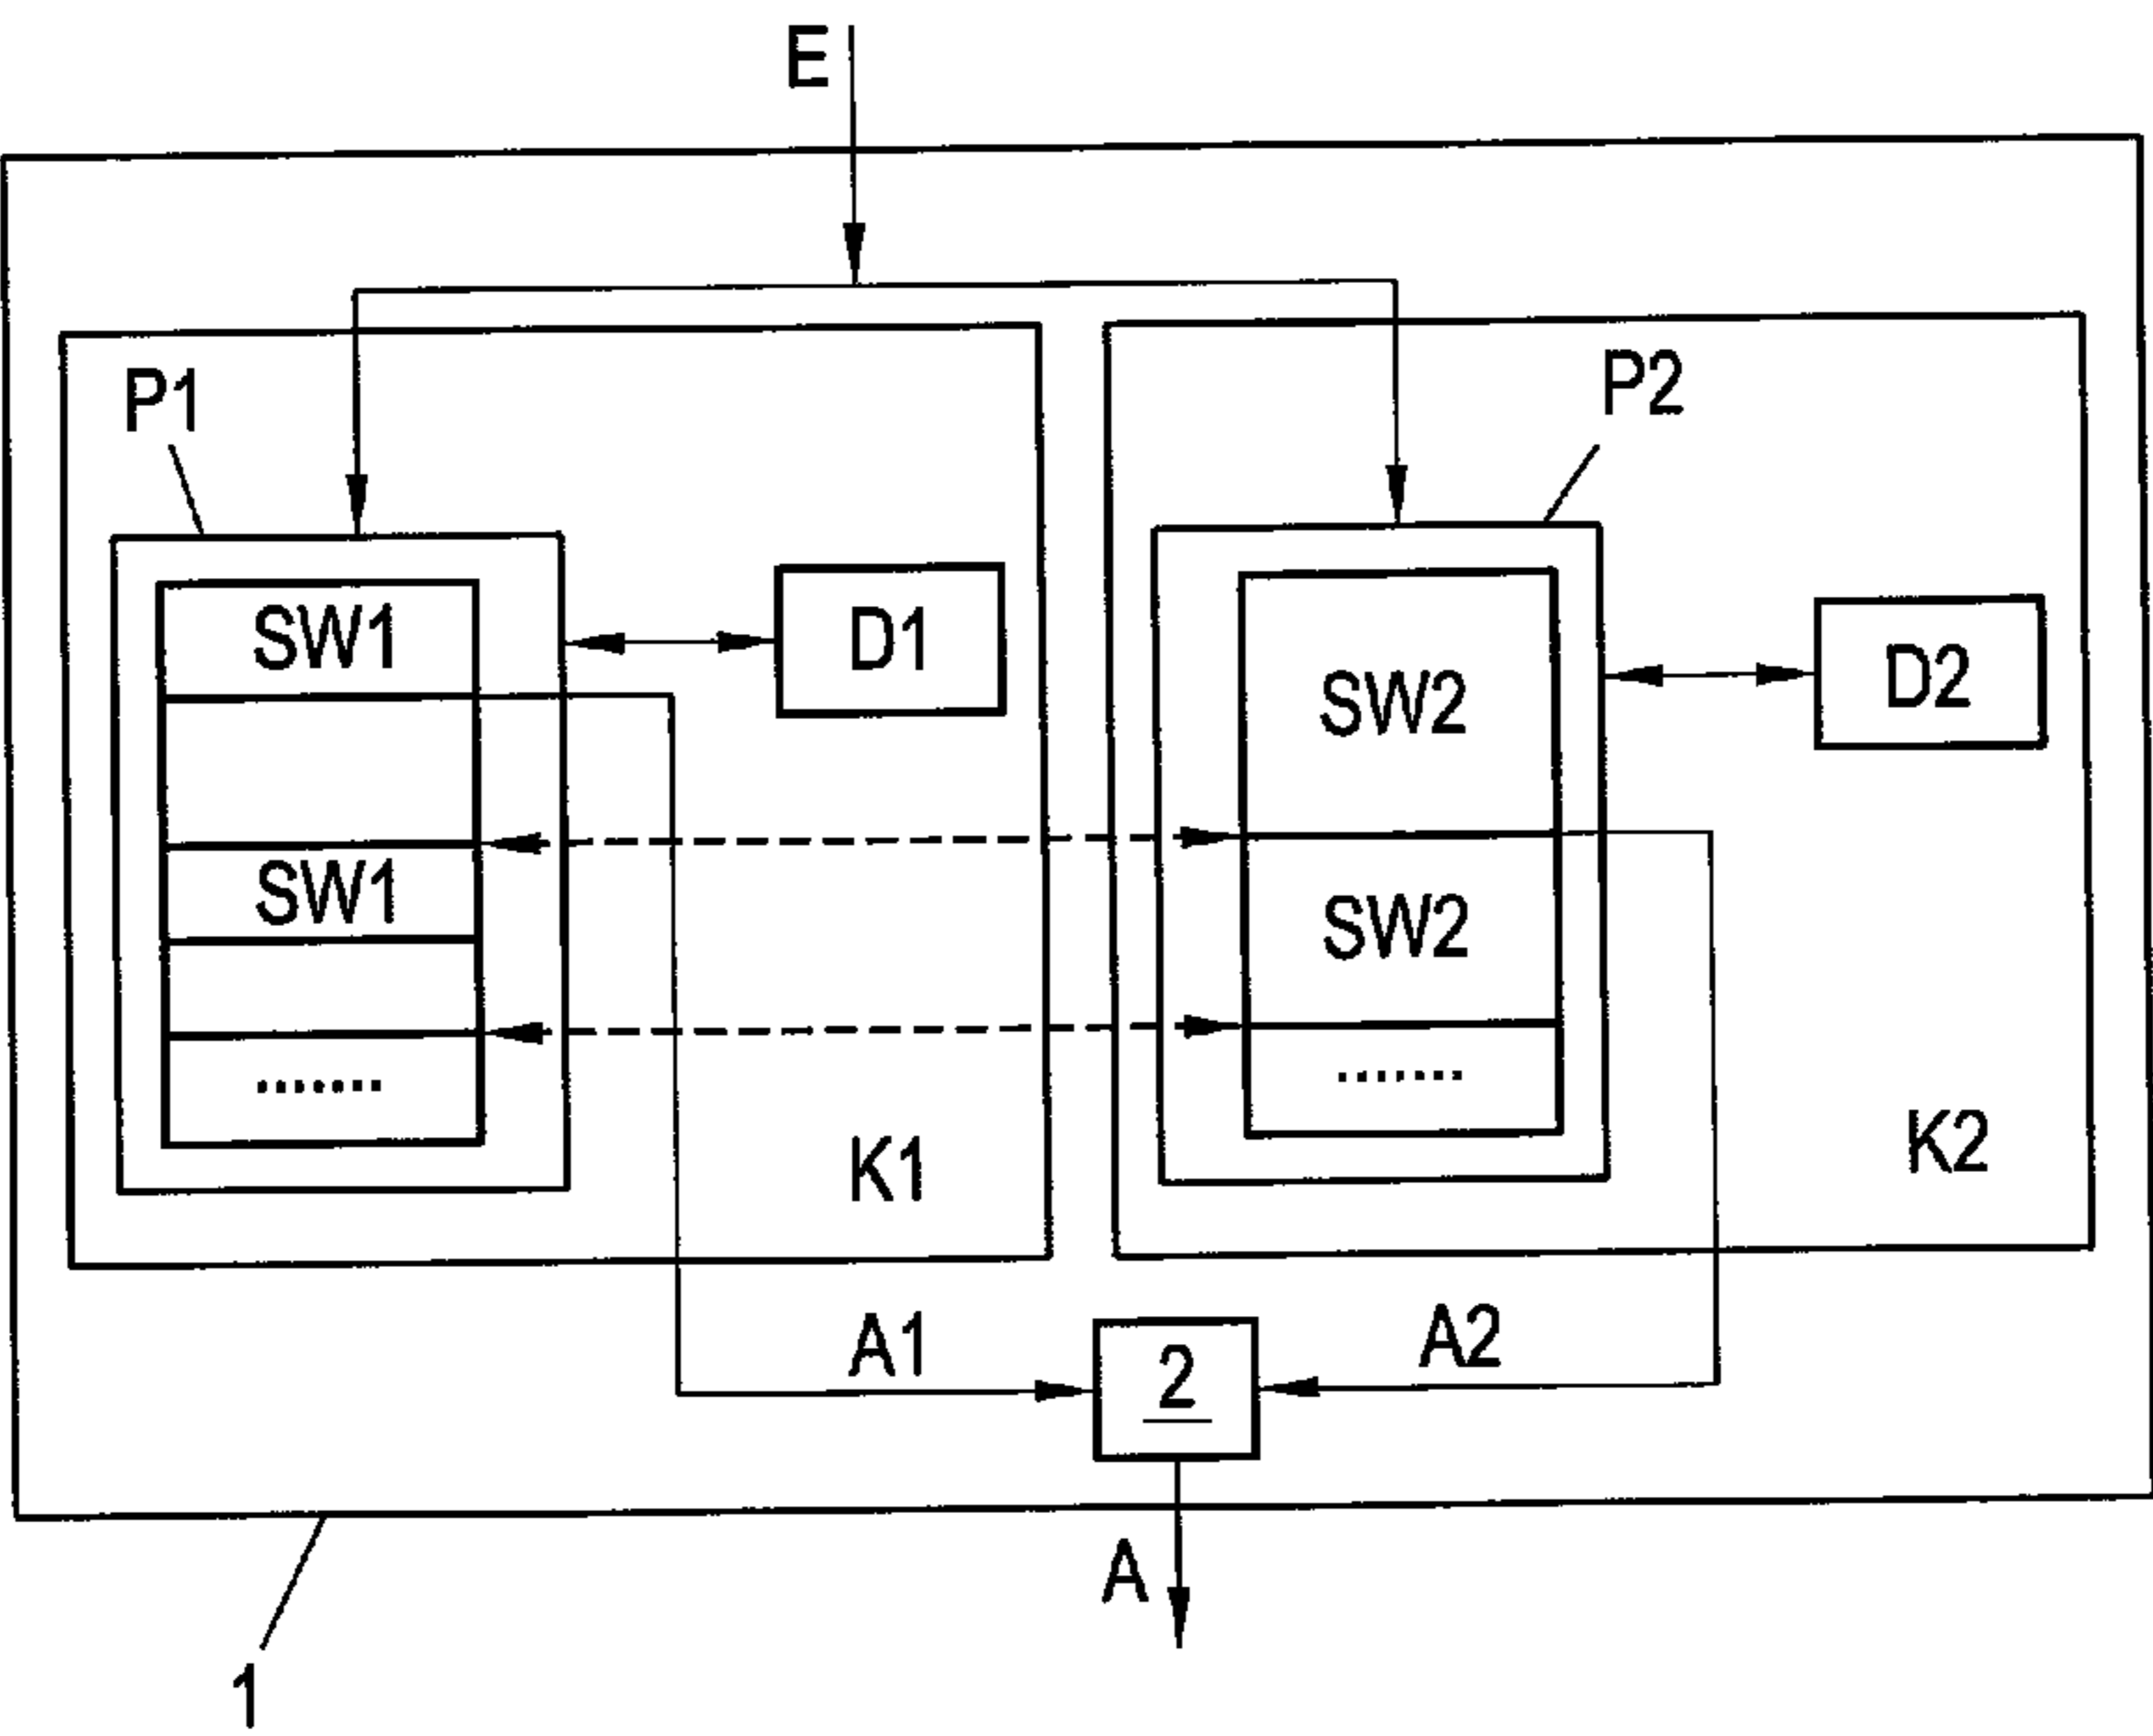 E
P1
P2
SW1
D1
SW2
D2
SW1
SW2
.......
.......
K1
K2
A1
2
A2
A
1